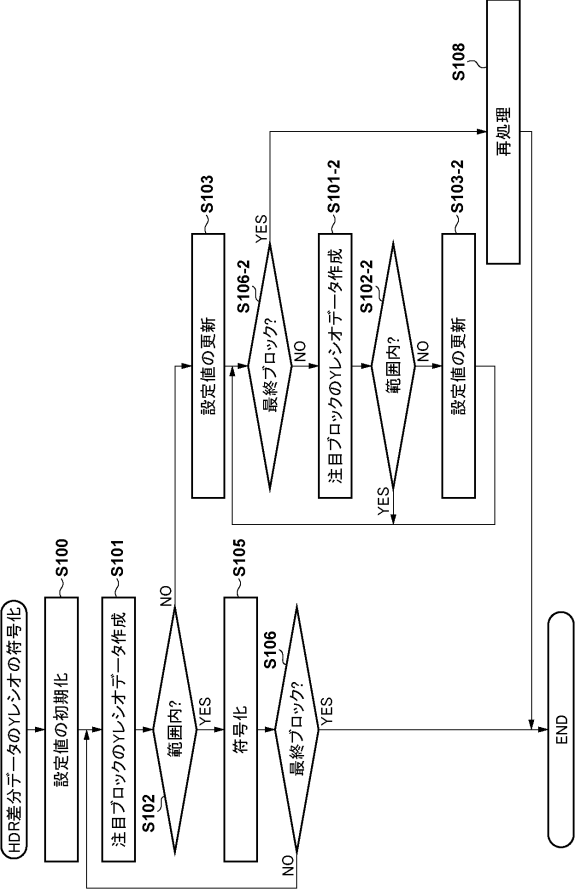 HDR差分データのYレシオの符号化
S100
設定値の初期化
S101
注目ブロックのYレシオデータ作成
S102
範囲内?
NO
YES
S105
符号化
S106
最終ブロック?
NO
YES
S103
設定値の更新
S106-2
最終ブロック?
YES
NO
S101-2
注目ブロックのYレシオデータ作成
S102-2
範囲内?
YES
NO
S103-2
設定値の更新
S108
再処理
END